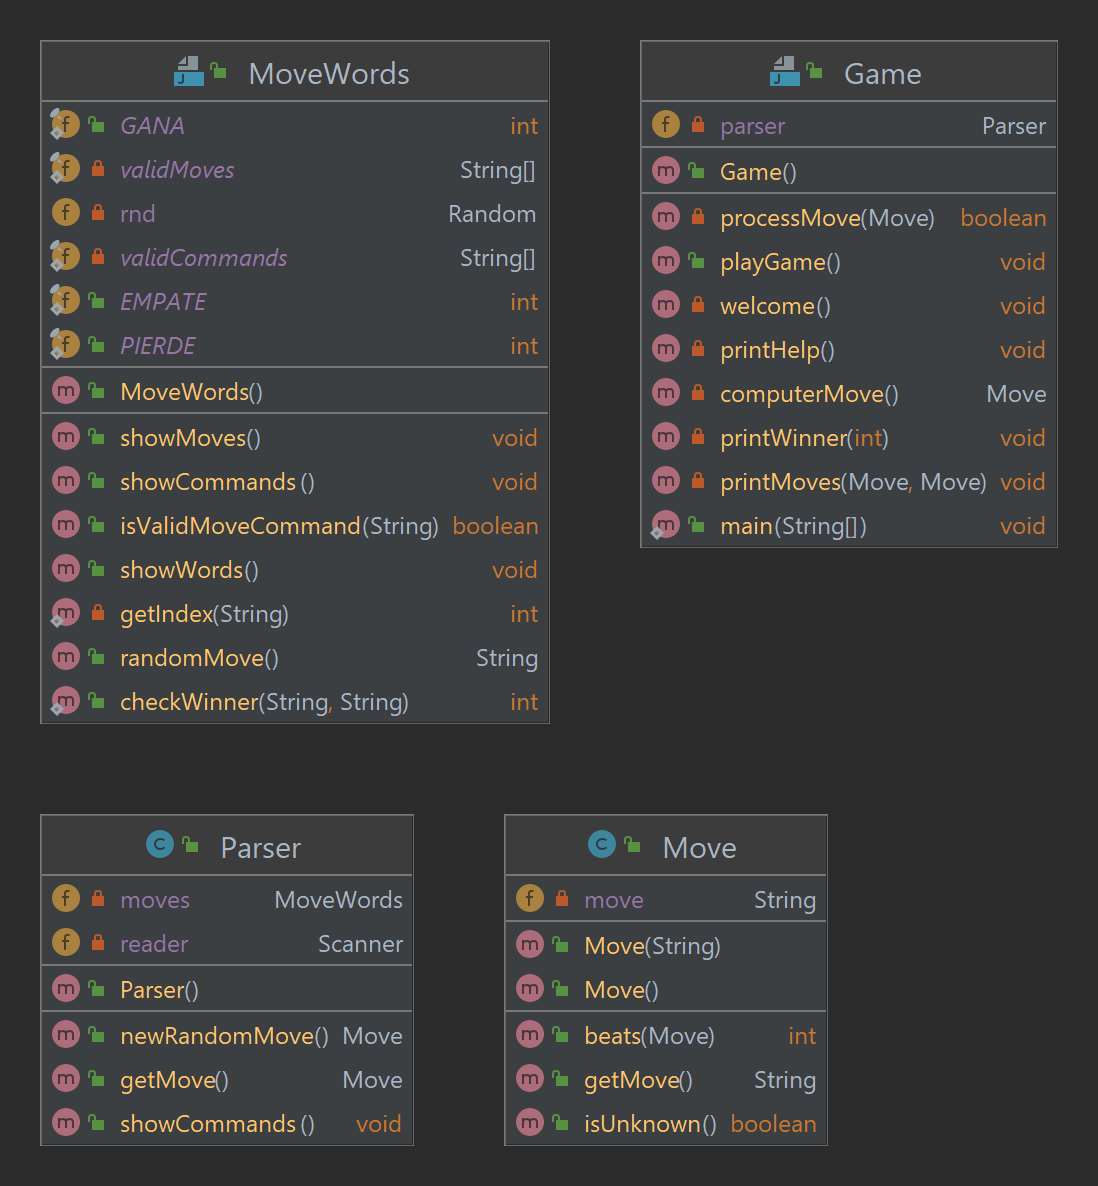 MoveWords
GANA int
validMoves String[]
rnd Random
validCommands String[]
EMPATE int
PIERDE int
MoveWords()
showMoves() void
showCommands() void
isValidMoveCommand(String) boolean
showWords() void
getIndex(String) int
randomMove() String
checkWinner(String, String) int
Game
parser Parser
Game()
processMove(Move) boolean
playGame() void
welcome() void
printHelp() void
computerMove() Move
printWinner(int) void
printMoves(Move, Move) void
main(String[]) void
Parser
moves MoveWords
reader Scanner
Parser()
newRandomMove() Move
getMove() Move
showCommands() void
Move
move String
Move(String)
Move()
beats(Move) int
getMove() String
isUnknown() boolean